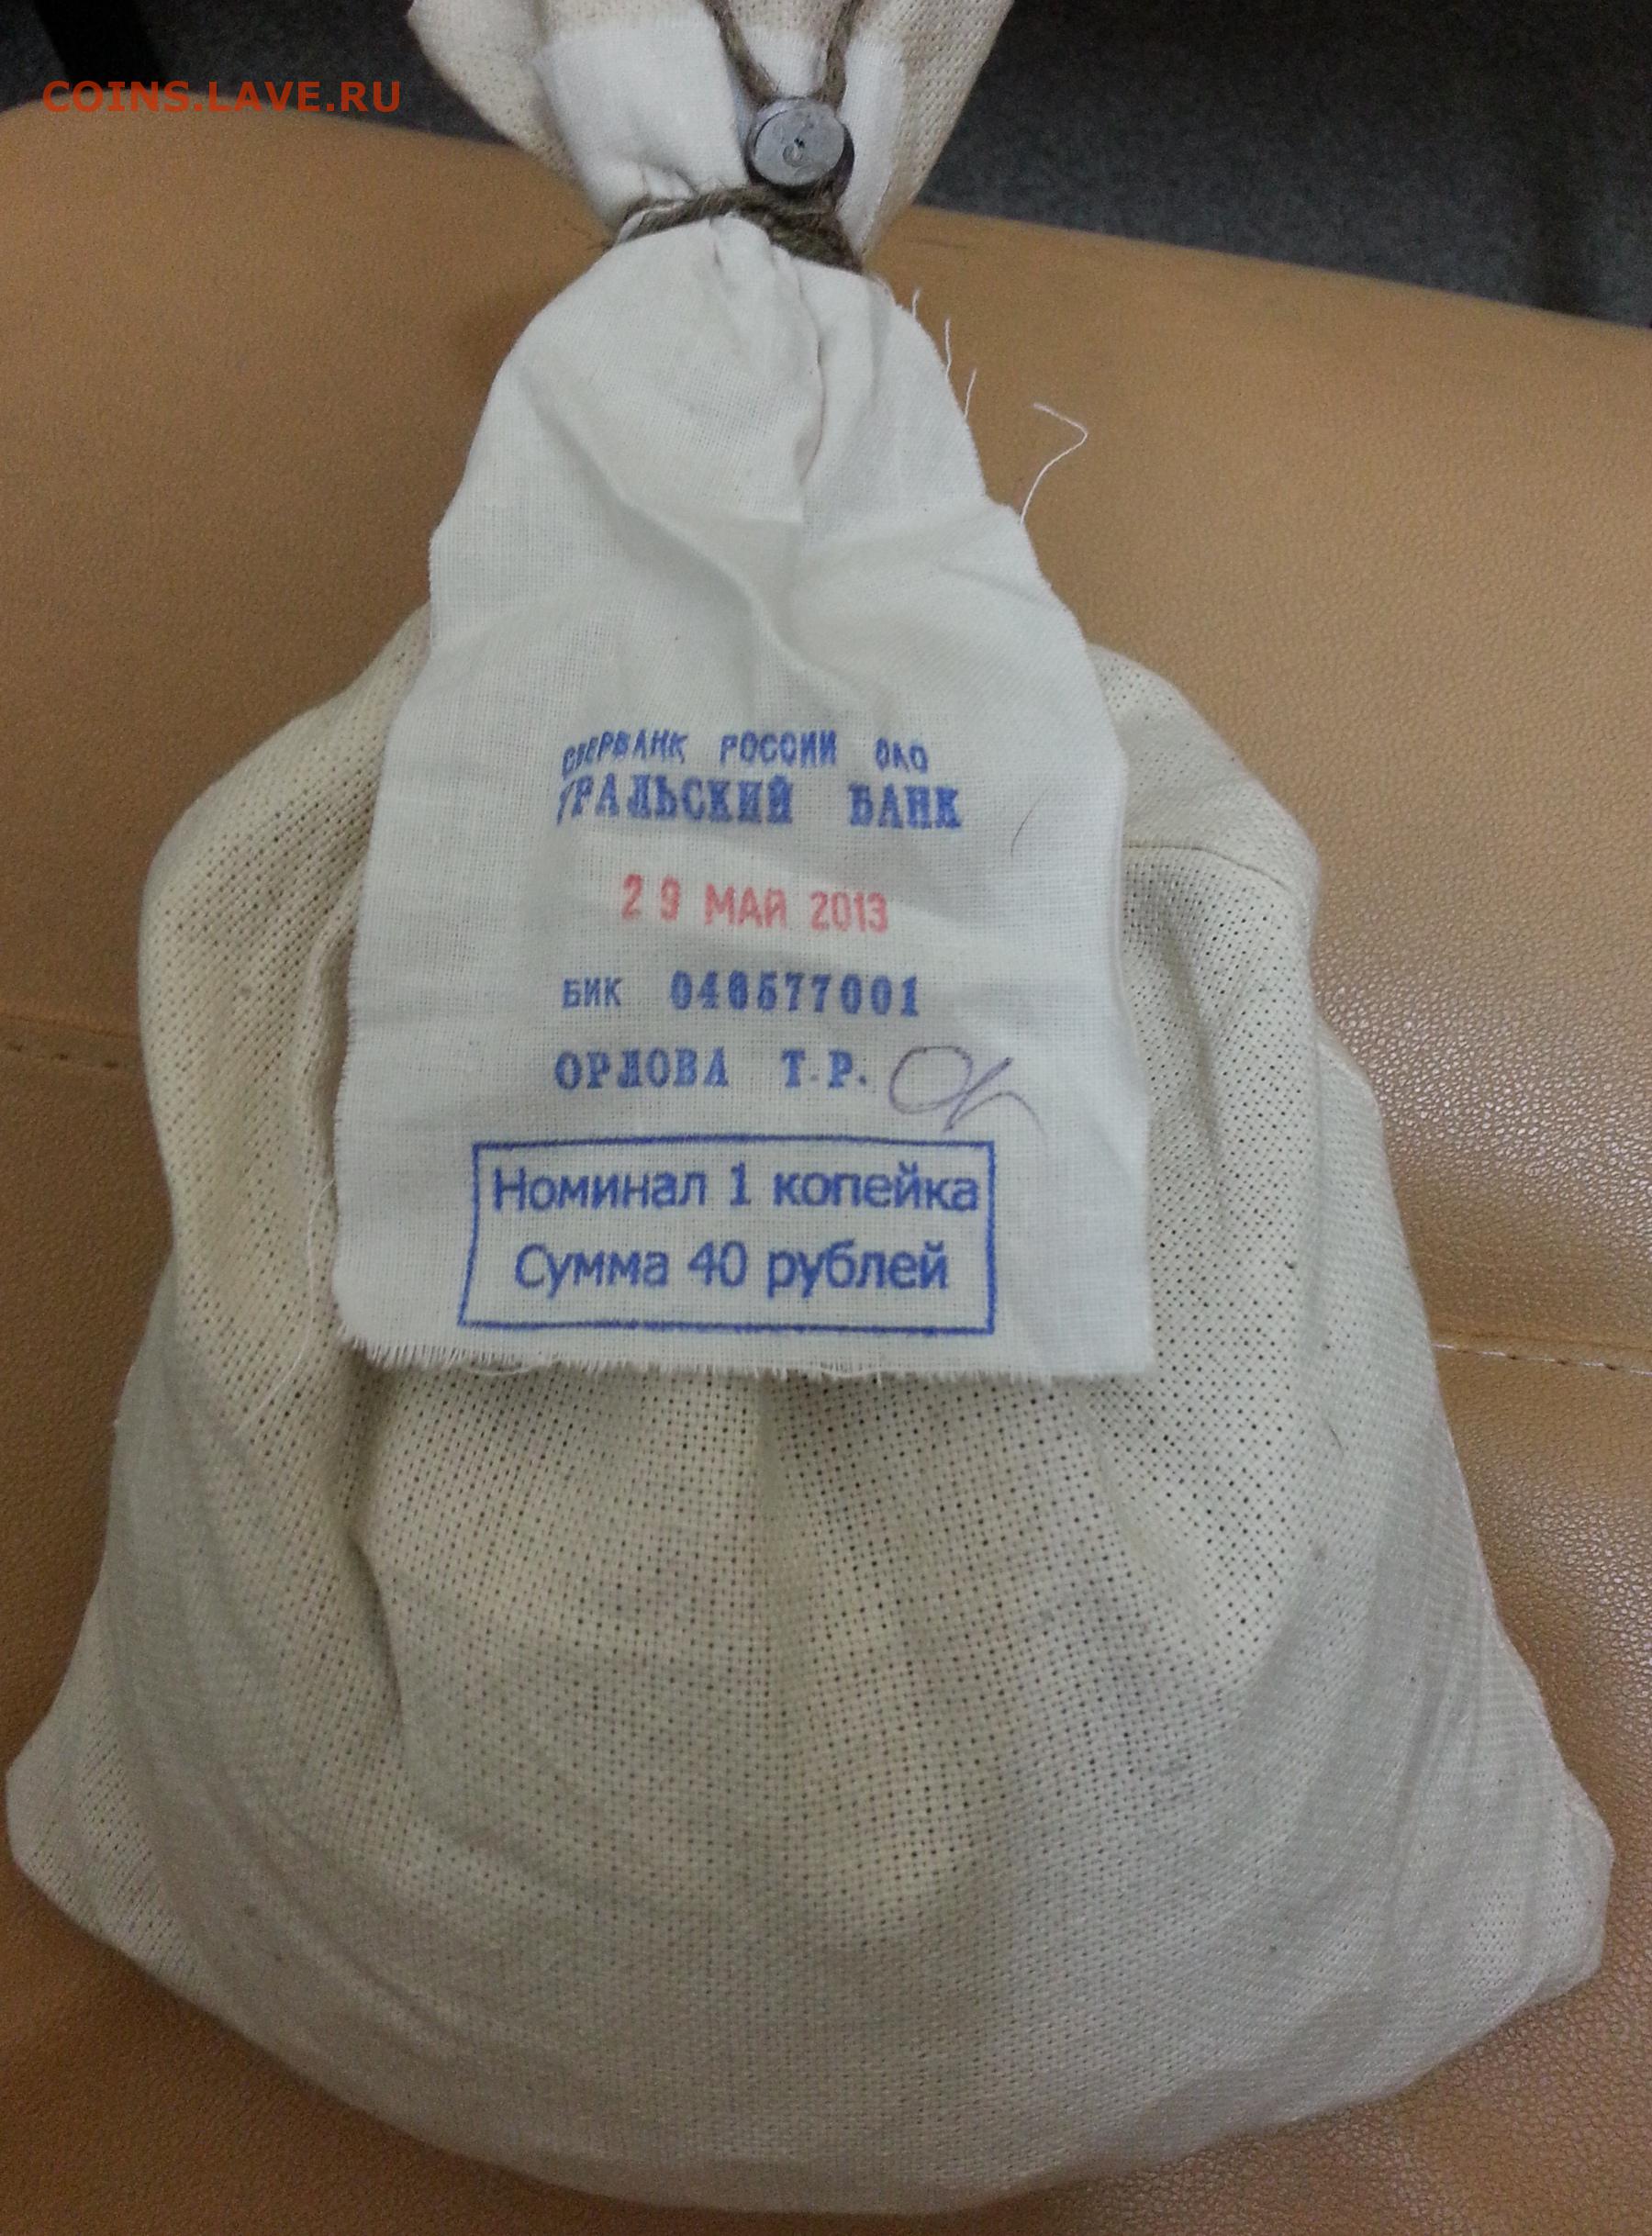 COINS.LAVE.RU
СБЕРБАНК РОССИИ ОАО
УРАЛЬСКИЙ БАНК
29 МАЙ 2013
БИК 046577001
ОРЛОВА Т.Р.
Номинал 1 копейка
Сумма 40 рублей